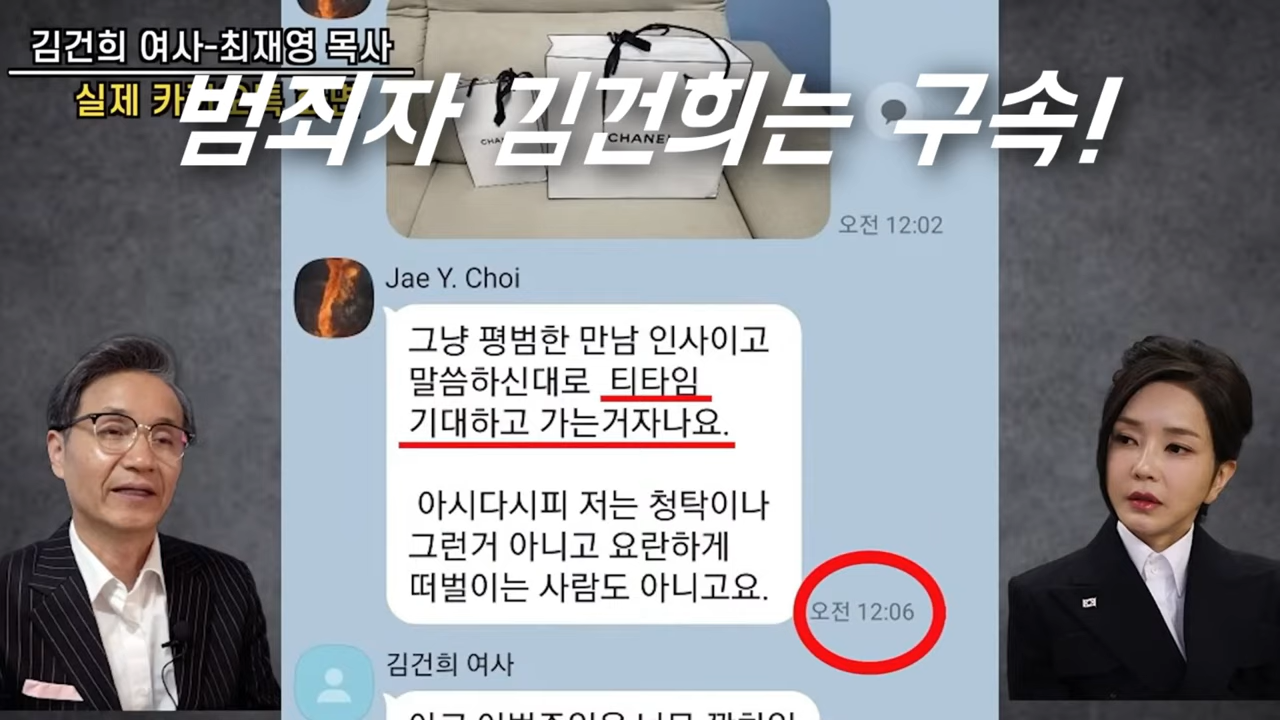 김건희 여사-최재영 목사
실제
범죄자 김건희는 구속!
CHANEL
오전 12:02
Jae Y. Choi
그냥 평범한 만남 인사이고
말씀하신대로 티타임
기대하고 가는거자나요.
아시다시피 저는 청탁이나
그런거 아니고 요란하게
떠벌이는 사람도 아니고요.
오전 12:06
김건희 여사